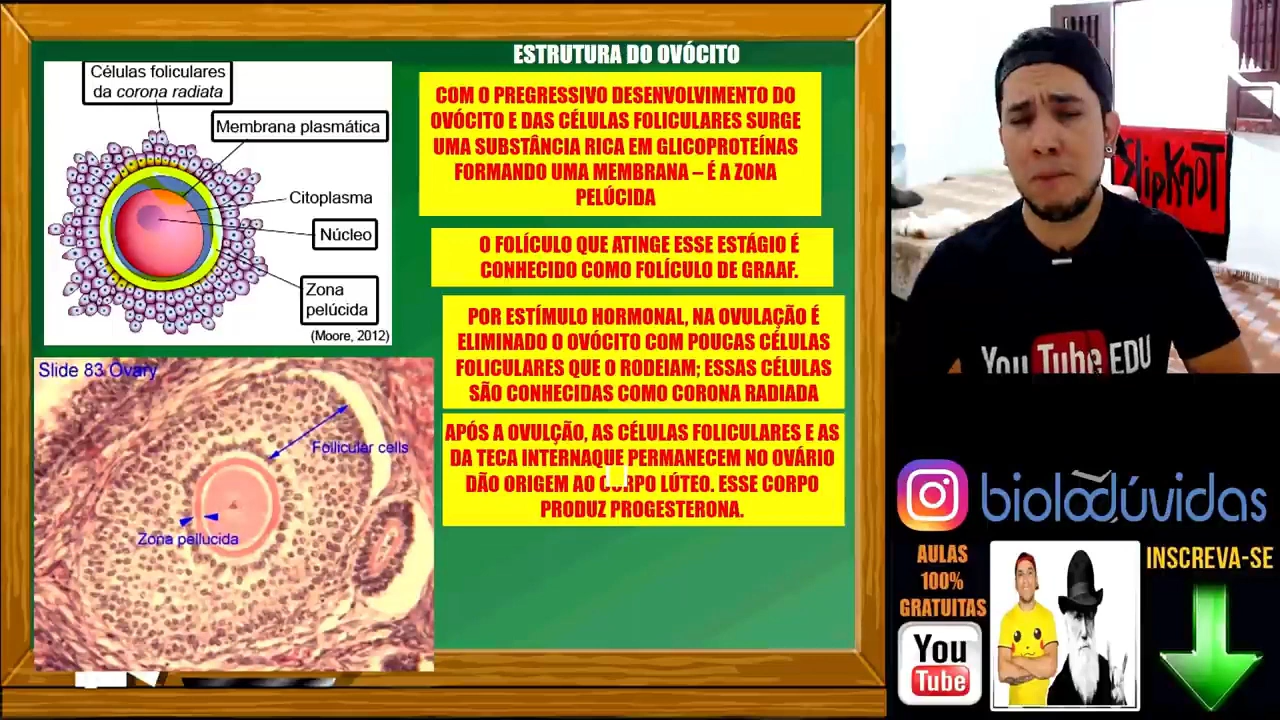 ESTRUTURA DO OVÓCITO
Células foliculares
da corona radiata
Membrana plasmática
Citoplasma
Núcleo
Zona
pelúcida
(Moore, 2012)
Slide 83 Ovary
Follicular cells
Zona pellucida
COM O PREGRESSIVO DESENVOLVIMENTO DO
OVÓCITO E DAS CÉLULAS FOLICULARES SURGE
UMA SUBSTÂNCIA RICA EM GLICOPROTEÍNAS
FORMANDO UMA MEMBRANA – É A ZONA
PELÚCIDA
O FOLÍCULO QUE ATINGE ESSE ESTÁGIO É
CONHECIDO COMO FOLÍCULO DE GRAAF.
POR ESTÍMULO HORMONAL, NA OVULAÇÃO É
ELIMINADO O OVÓCITO COM POUCAS CÉLULAS
FOLICULARES QUE O RODEIAM; ESSAS CÉLULAS
SÃO CONHECIDAS COMO CORONA RADIADA
APÓS A OVULÇÃO, AS CÉLULAS FOLICULARES E AS
DA TECA INTERNAQUE PERMANECEM NO OVÁRIO
DÃO ORIGEM AO CORPO LÚTEO. ESSE CORPO
PRODUZ PROGESTERONA.
SlipKnoT
You Tube EDU
biolodúvidas
AULAS
100%
GRATUITAS
You
Tube
INSCREVA-SE